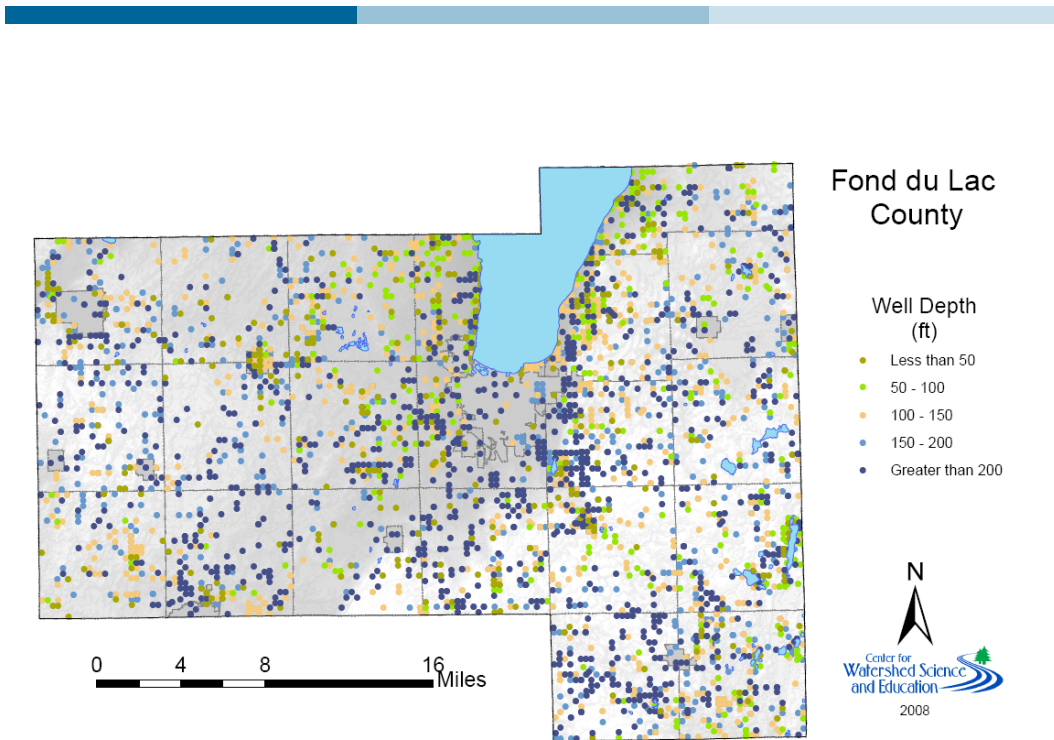 Fond du Lac
County
Well Depth
(ft)
Less than 50
50 - 100
100 - 150
150 - 200
Greater than 200
N
0 4 8 16 Miles
Center for
Watershed Science
and Education
2008